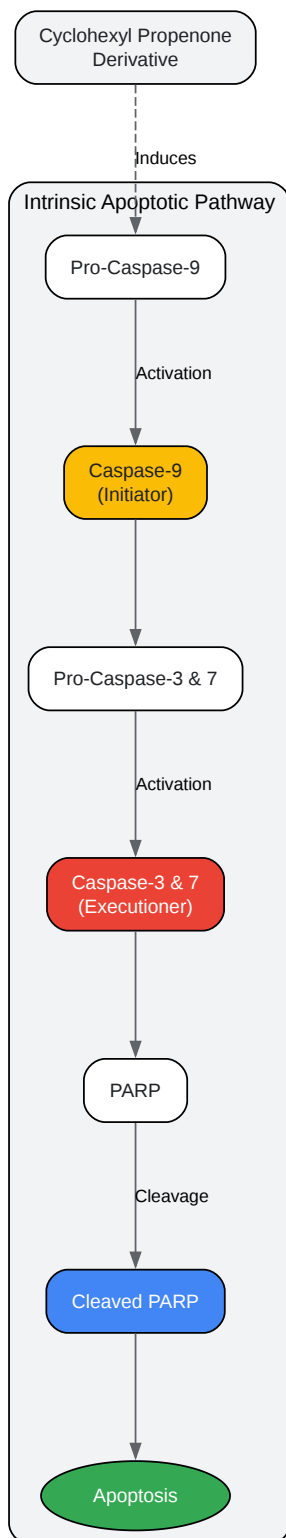 Cyclohexyl Propenone
Derivative
Induces
Intrinsic Apoptotic Pathway
Pro-Caspase-9
Activation
Caspase-9
(Initiator)
Pro-Caspase-3 & 7
Activation
Caspase-3 & 7
(Executioner)
PARP
Cleavage
Cleaved PARP
Apoptosis